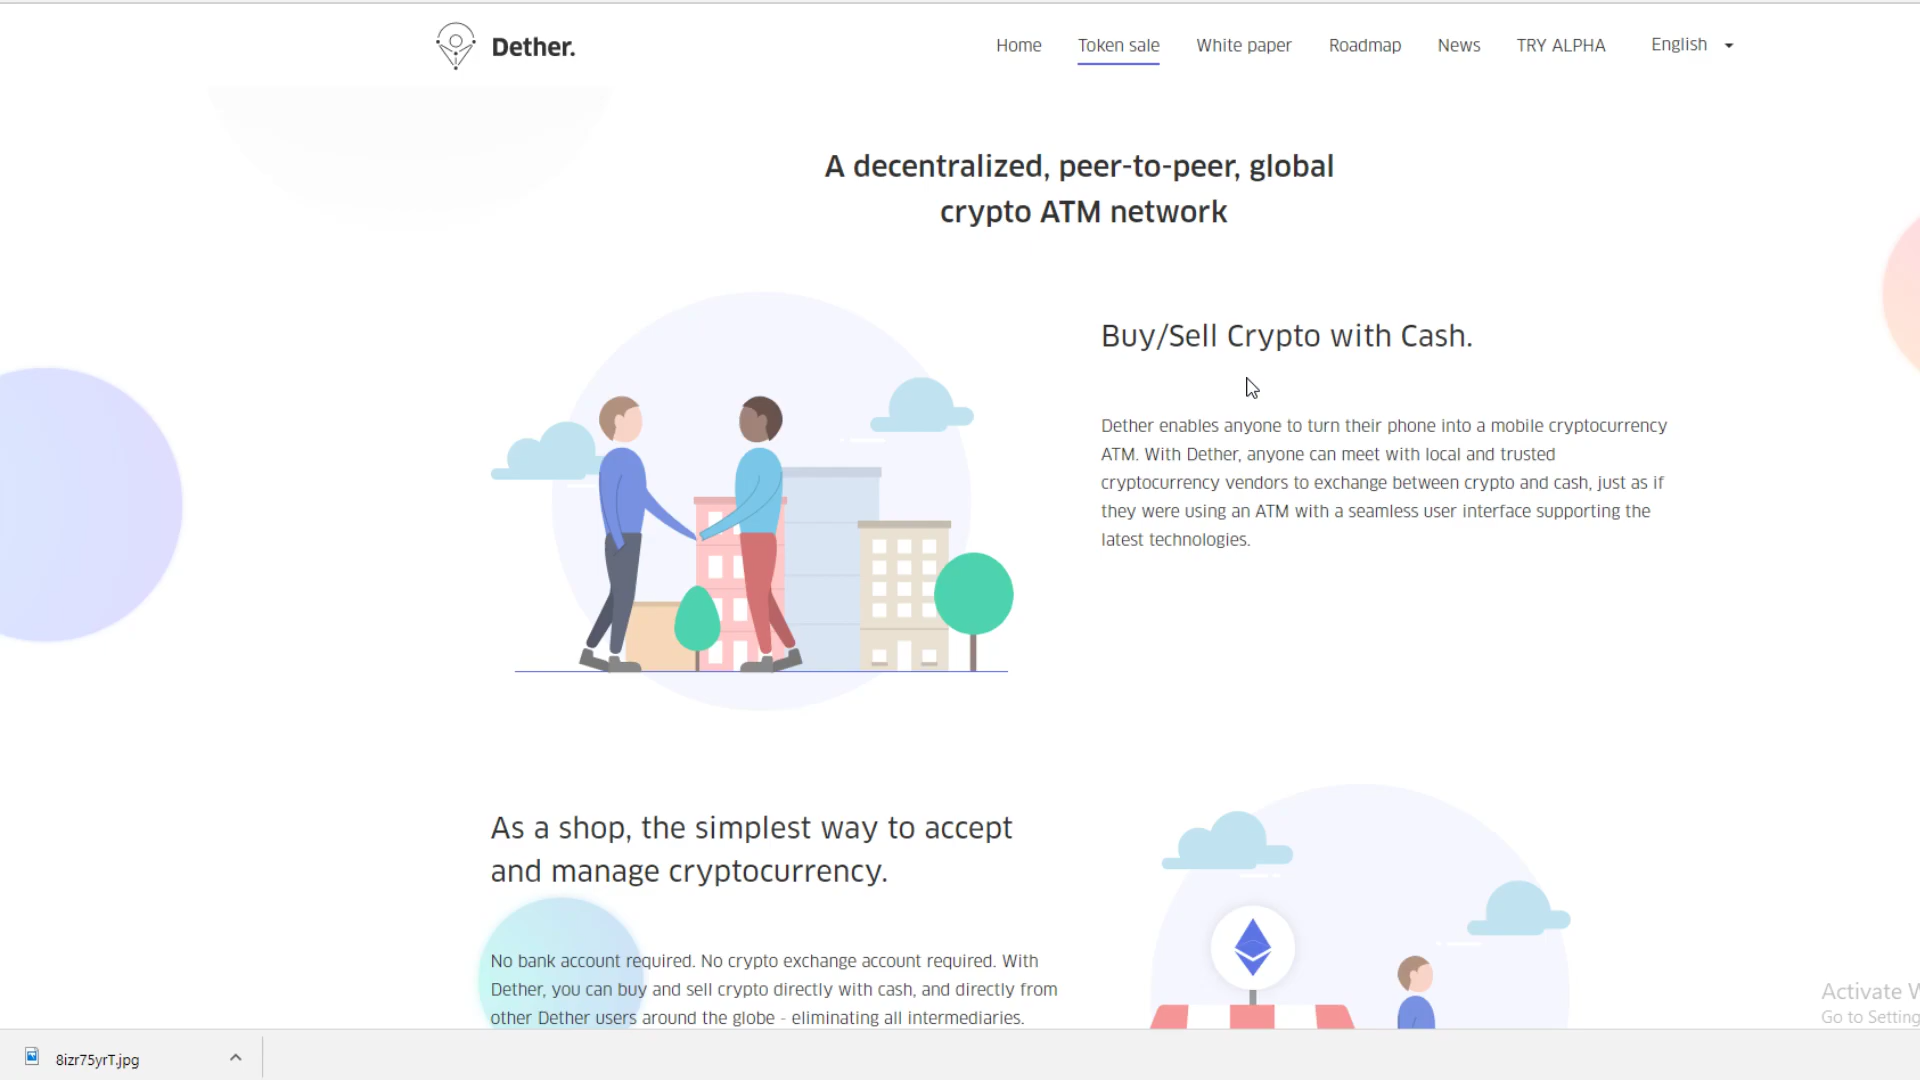 Dether.
Home Token sale White paper Roadmap News TRY ALPHA English
A decentralized, peer-to-peer, global
crypto ATM network
Buy/Sell Crypto with Cash.
Dether enables anyone to turn their phone into a mobile cryptocurrency
ATM. With Dether, anyone can meet with local and trusted
cryptocurrency vendors to exchange between crypto and cash, just as if
they were using an ATM with a seamless user interface supporting the
latest technologies.
As a shop, the simplest way to accept
and manage cryptocurrency.
No bank account required. No crypto exchange account required. With
Dether, you can buy and sell crypto directly with cash, and directly from
other Dether users around the globe - eliminating all intermediaries.
Activate W
Go to Setting
8izr75yrT.jpg